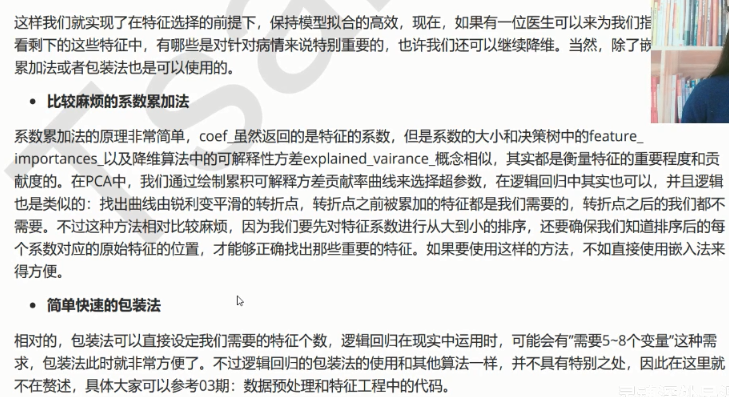 这样我们就实现了在特征选择的前提下，保持模型拟合的高效，现在，如果有一位医生可以来为我们指
看剩下的这些特征中，有哪些是对针对病情来说特别重要的，也许我们还可以继续降维。当然，除了嵌
累加法或者包装法也是可以使用的。
• 比较麻烦的系数累加法
系数累加法的原理非常简单，coef_虽然返回的是特征的系数，但是系数的大小和决策树中的feature_
importances_以及降维算法中的可解释性方差explained_vairance_概念相似，其实都是衡量特征的重要程度和贡
献度的。在PCA中，我们通过绘制累积可解释方差贡献率曲线来选择超参数，在逻辑回归中其实也可以，并且逻辑
也是类似的：找出曲线由锐利变平滑的转折点，转折点之前被累加的特征都是我们需要的，转折点之后的我们都不
需要。不过这种方法相对比较麻烦，因为我们要先对特征系数进行从大到小的排序，还要确保我们知道排序后的每
个系数对应的原始特征的位置，才能够正确找出那些重要的特征。如果要使用这样的方法，不如直接使用嵌入法来
得方便。
• 简单快速的包装法
相对的，包装法可以直接设定我们需要的特征个数，逻辑回归在现实中运用时，可能会有"需要5~8个变量"这种需
求，包装法此时就非常方便了。不过逻辑回归的包装法的使用和其他算法一样，并不具有特别之处，因此在这里就
不在赘述，具体大家可以参考03期：数据预处理和特征工程中的代码。